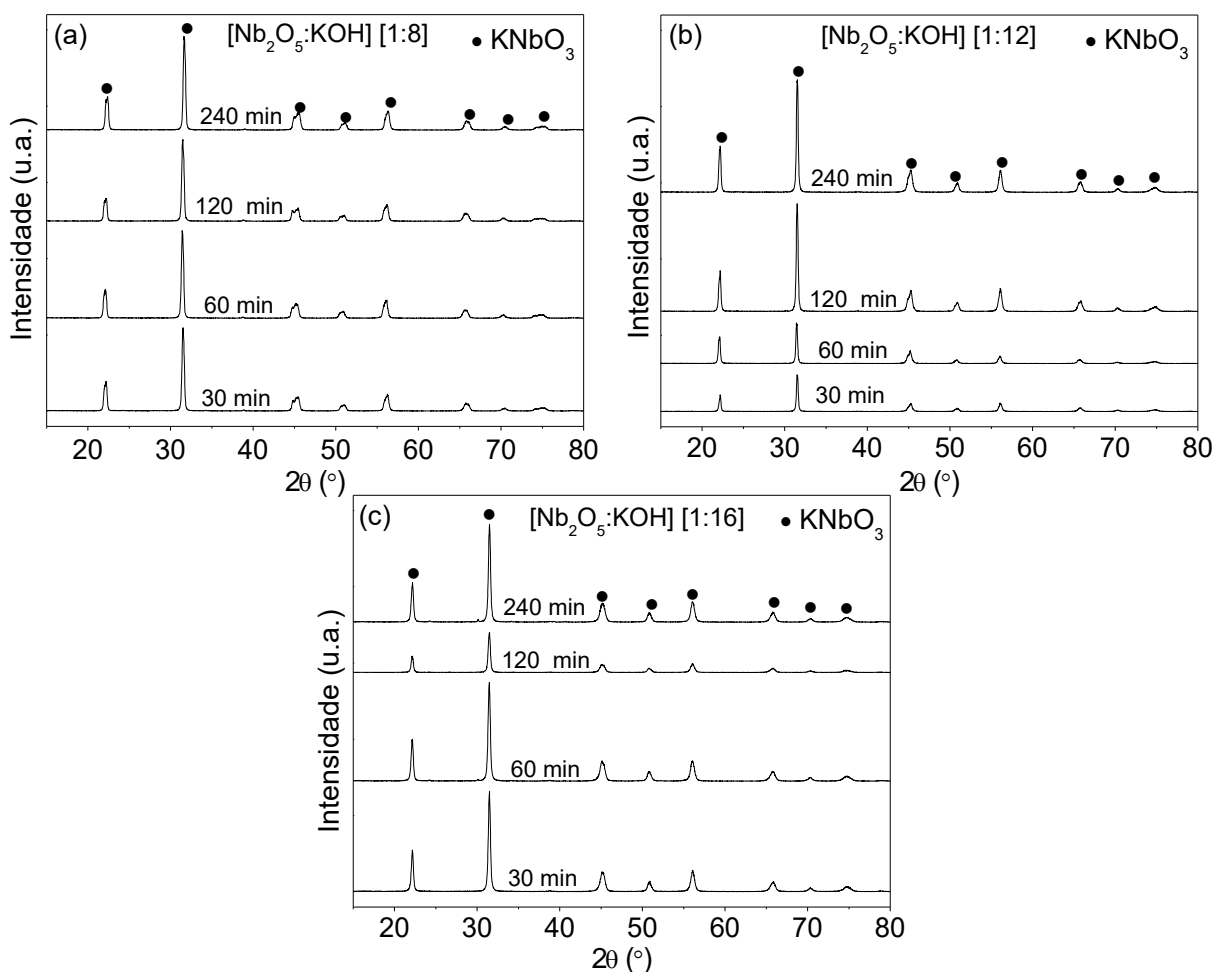 (a) [Nb₂O₅:KOH] [1:8] ● KNbO₃
240 min
120 min
60 min
30 min
Intensidade (u.a.)
20 30 40 50 60 70 80
2θ (°)
(b) [Nb₂O₅:KOH] [1:12] ● KNbO₃
240 min
120 min
60 min
30 min
Intensidade (u.a.)
20 30 40 50 60 70 80
2θ (°)
(c) [Nb₂O₅:KOH] [1:16] ● KNbO₃
240 min
120 min
60 min
30 min
Intensidade (u.a.)
20 30 40 50 60 70 80
2θ (°)